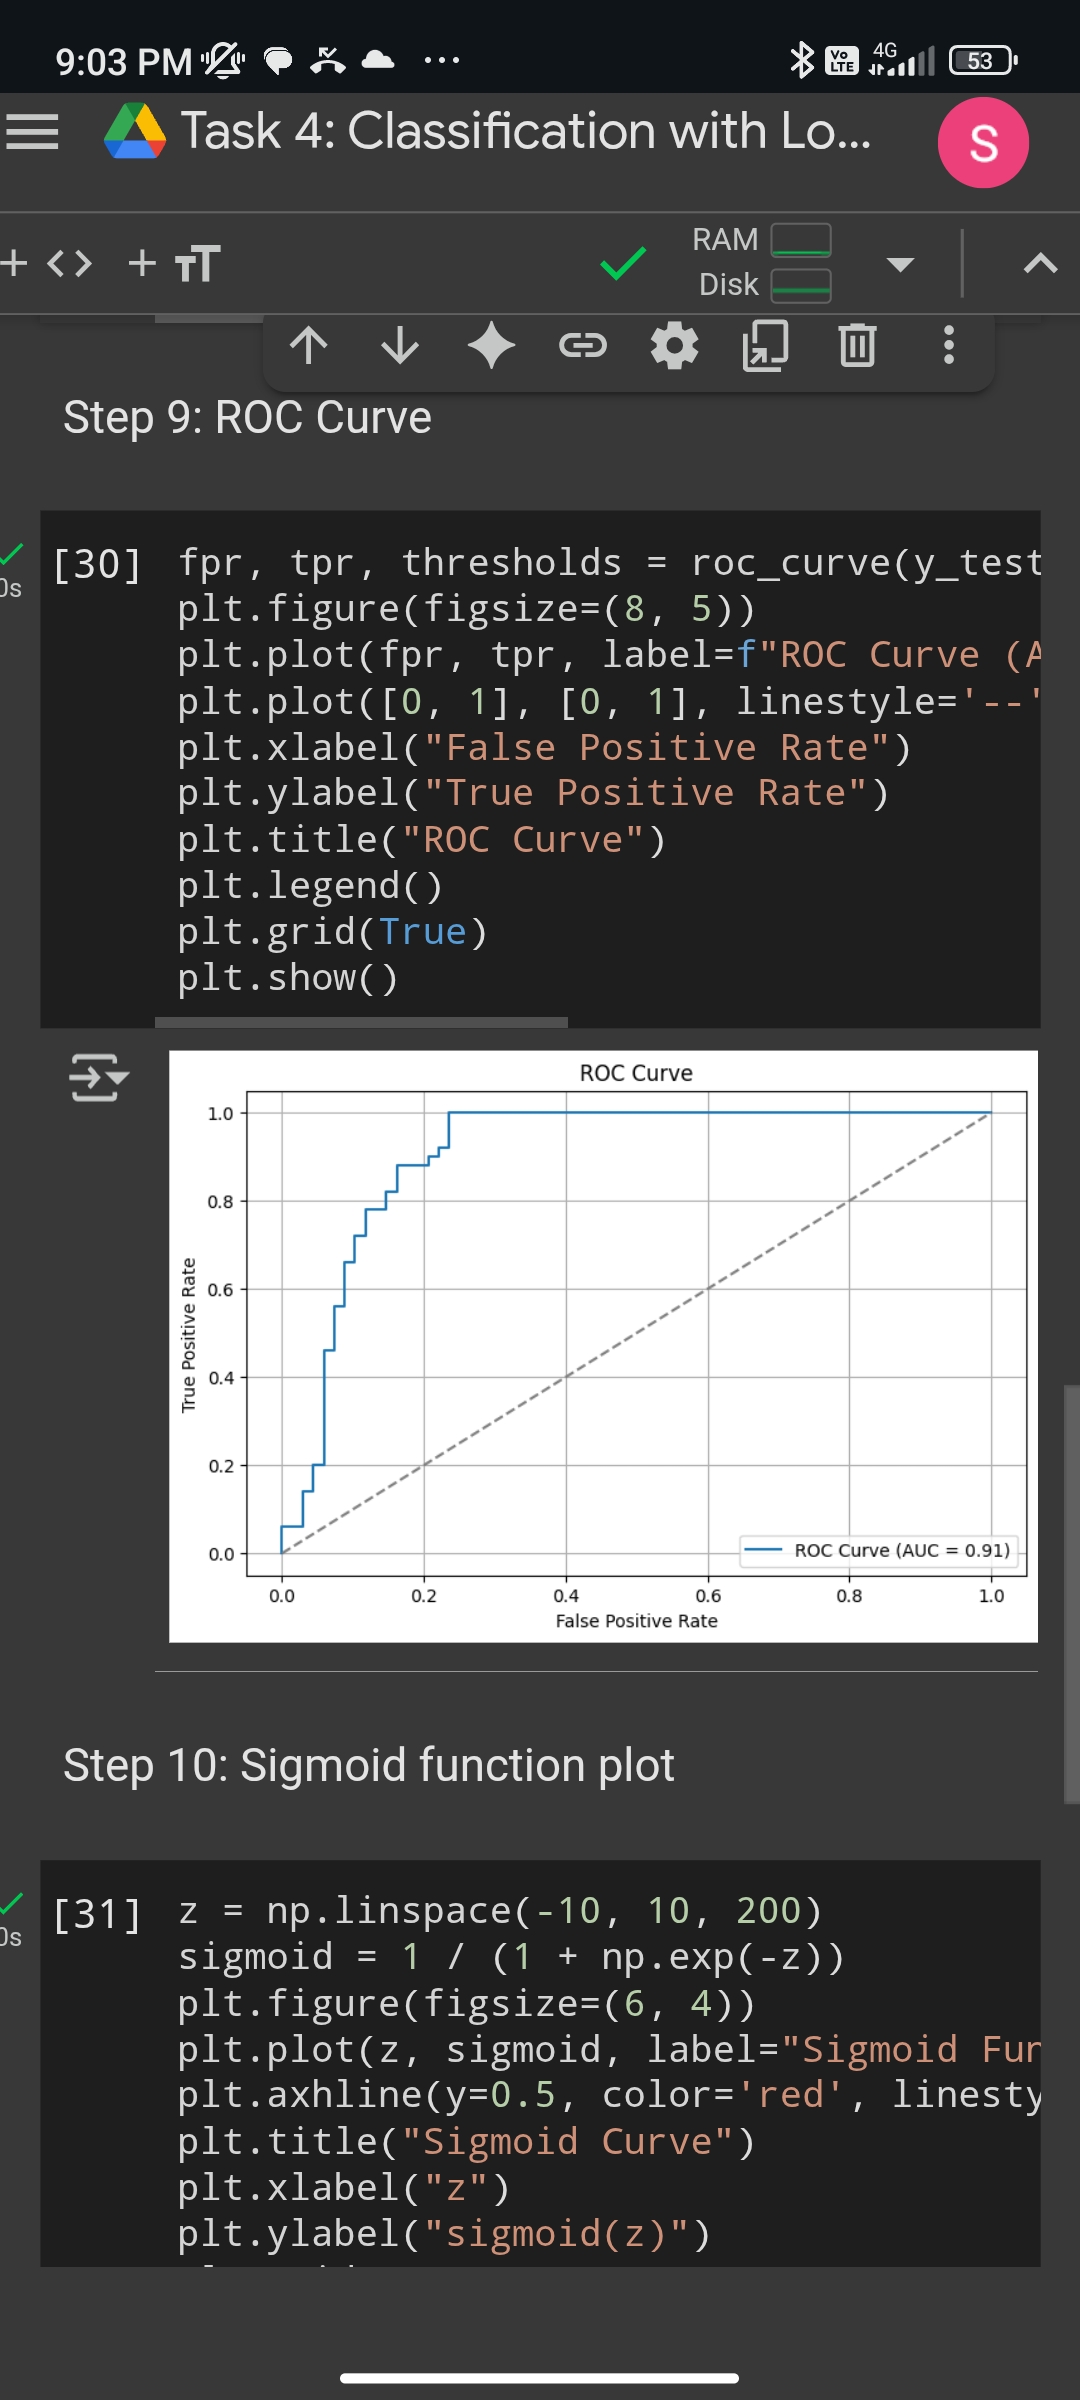 9:03 PM
Vo LTE 4G 53
Task 4: Classification with Lo...
S
+ <> + TT
RAM
Disk
Step 9: ROC Curve
[30] fpr, tpr, thresholds = roc_curve(y_test
0s
plt.figure(figsize=(8, 5))
plt.plot(fpr, tpr, label=f"ROC Curve (A
plt.plot([0, 1], [0, 1], linestyle='--'
plt.xlabel("False Positive Rate")
plt.ylabel("True Positive Rate")
plt.title("ROC Curve")
plt.legend()
plt.grid(True)
plt.show()
ROC Curve
1.0
0.8
0.6
0.4
0.2
0.0
True Positive Rate
ROC Curve (AUC = 0.91)
0.0 0.2 0.4 0.6 0.8 1.0
False Positive Rate
Step 10: Sigmoid function plot
[31] z = np.linspace(-10, 10, 200)
0s
sigmoid = 1 / (1 + np.exp(-z))
plt.figure(figsize=(6, 4))
plt.plot(z, sigmoid, label="Sigmoid Fun
plt.axhline(y=0.5, color='red', linesty
plt.title("Sigmoid Curve")
plt.xlabel("z")
plt.ylabel("sigmoid(z)")